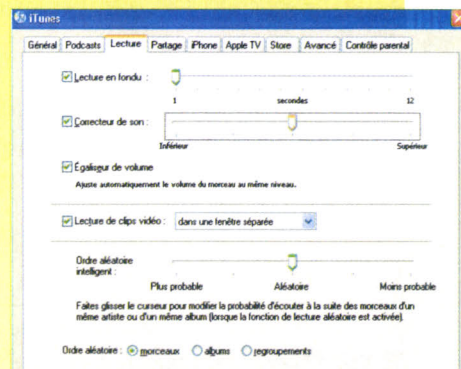 iTunes
Général Podcasts Lecture Partage iPhone Apple TV Store Avancé Contrôle parental
Lecture en fondu :
1 secondes 12
Correcteur de son :
Inférieur Supérieur
Égaliseur de volume
Ajuste automatiquement le volume du morceau au même niveau.
Lecture de clips vidéo : dans une fenêtre séparée
Ordre aléatoire
intelligent :
Plus probable Aléatoire Moins probable
Faites glisser le curseur pour modifier la probabilité d'écouter à la suite des morceaux d'un
même artiste ou d'un même album (lorsque la fonction de lecture aléatoire est activée).
Ordre aléatoire : morceaux albums regroupements